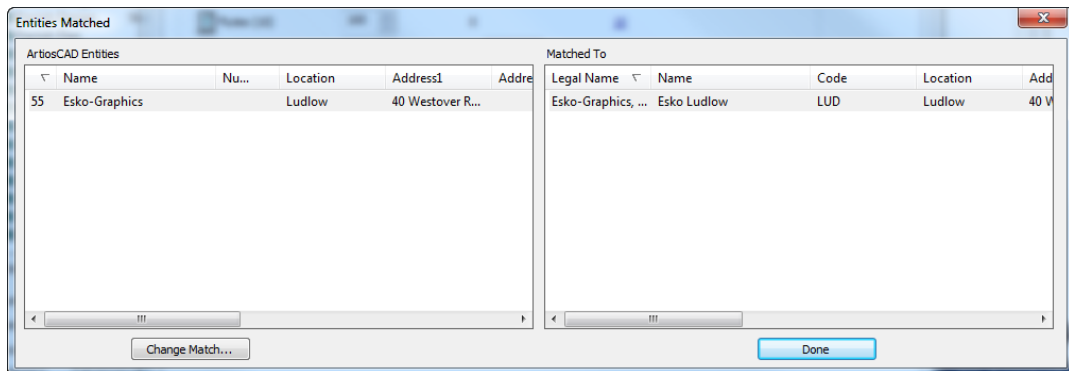 Entities Matched
ArtiosCAD Entities
Name Nu... Location Address1 Addre
55 Esko-Graphics Ludlow 40 Westover R...
Change Match...
Matched To
Legal Name Name Code Location Add
Esko-Graphics, ... Esko Ludlow LUD Ludlow 40 W
Done